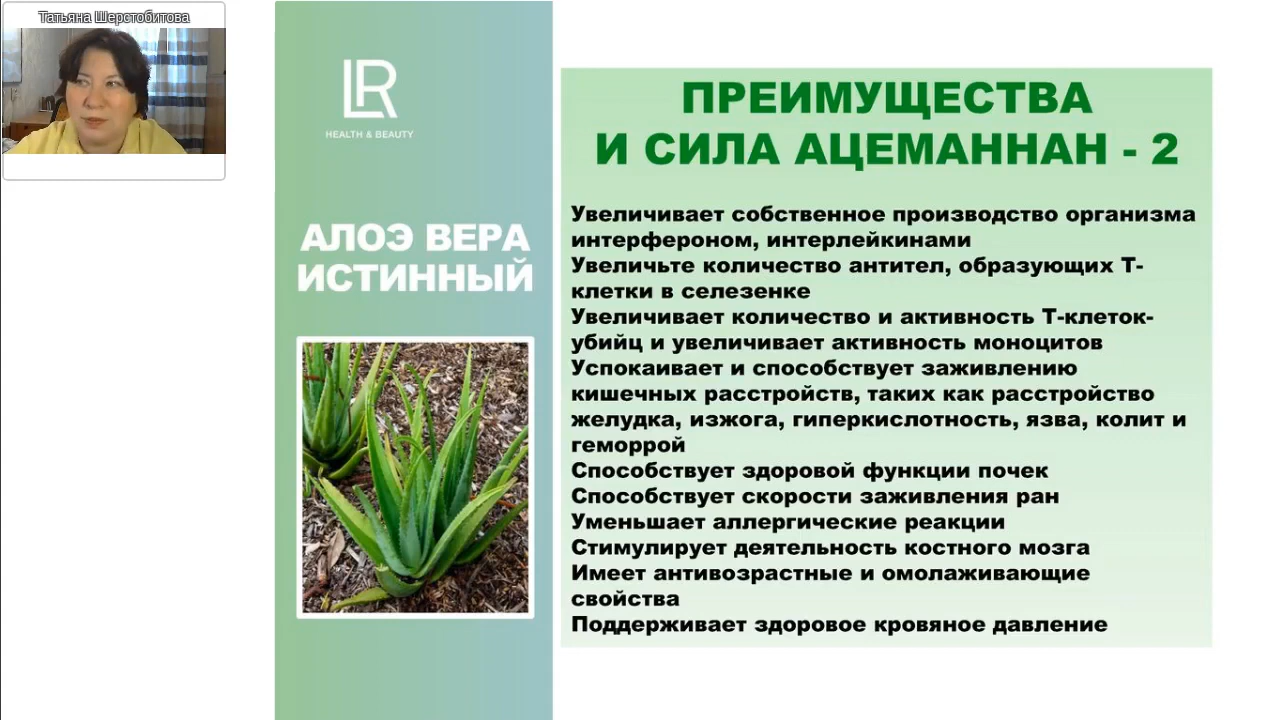 Татьяна Шерстобитова
LR
HEALTH & BEAUTY
АЛОЭ ВЕРА
ИСТИННЫЙ
ПРЕИМУЩЕСТВА
И СИЛА АЦЕМАННАН - 2
Увеличивает собственное производство организма
интерфероном, интерлейкинами
Увеличьте количество антител, образующих Т-
клетки в селезенке
Увеличивает количество и активность Т-клеток-
убийц и увеличивает активность моноцитов
Успокаивает и способствует заживлению
кишечных расстройств, таких как расстройство
желудка, изжога, гиперкислотность, язва, колит и
геморрой
Способствует здоровой функции почек
Способствует скорости заживления ран
Уменьшает аллергические реакции
Стимулирует деятельность костного мозга
Имеет антивозрастные и омолаживающие
свойства
Поддерживает здоровое кровяное давление